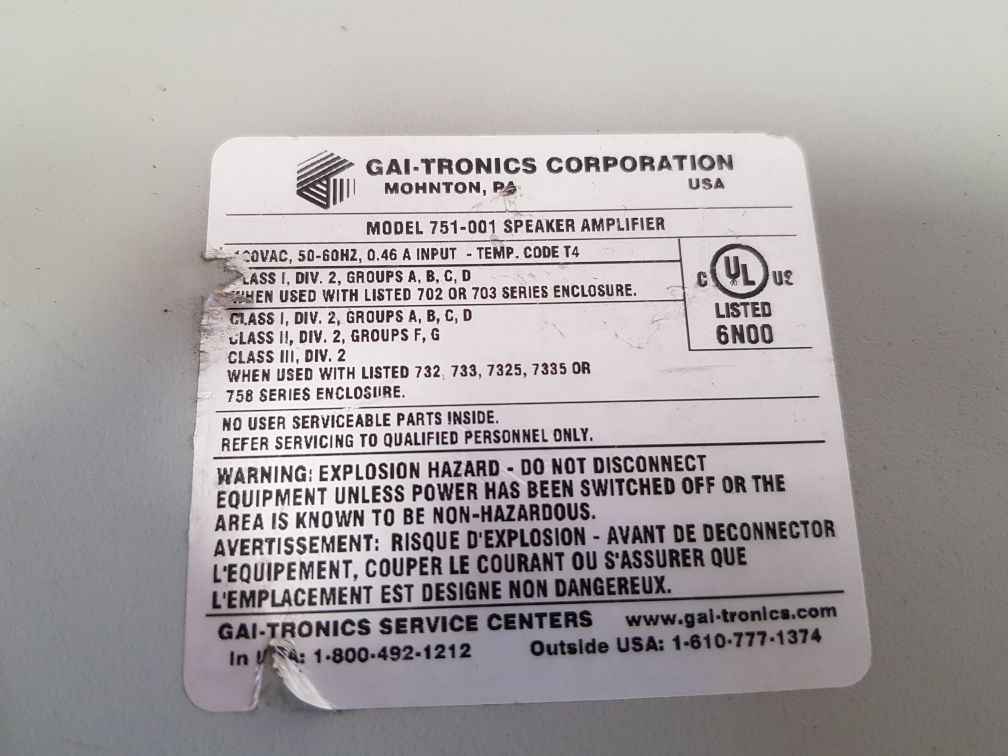 GAI-TRONICS CORPORATION
MOHNTON, PA USA
MODEL 751-001 SPEAKER AMPLIFIER
20VAC, 50-60HZ, 0.46 A INPUT - TEMP. CODE T4
CLASS I, DIV. 2, GROUPS A, B, C, D
WHEN USED WITH LISTED 702 OR 703 SERIES ENCLOSURE.
C UL US
LISTED
6N00
CLASS I, DIV. 2, GROUPS A, B, C, D
CLASS II, DIV. 2, GROUPS F, G
CLASS III, DIV. 2
WHEN USED WITH LISTED 732, 733, 7325, 7335 OR
758 SERIES ENCLOSURE.
NO USER SERVICEABLE PARTS INSIDE.
REFER SERVICING TO QUALIFIED PERSONNEL ONLY.
WARNING: EXPLOSION HAZARD - DO NOT DISCONNECT
EQUIPMENT UNLESS POWER HAS BEEN SWITCHED OFF OR THE
AREA IS KNOWN TO BE NON-HAZARDOUS.
AVERTISSEMENT: RISQUE D'EXPLOSION - AVANT DE DECONNECTOR
L'EQUIPEMENT, COUPER LE COURANT OU S'ASSURER QUE
L'EMPLACEMENT EST DESIGNE NON DANGEREUX.
GAI-TRONICS SERVICE CENTERS www.gai-tronics.com
In USA: 1-800-492-1212 Outside USA: 1-610-777-1374